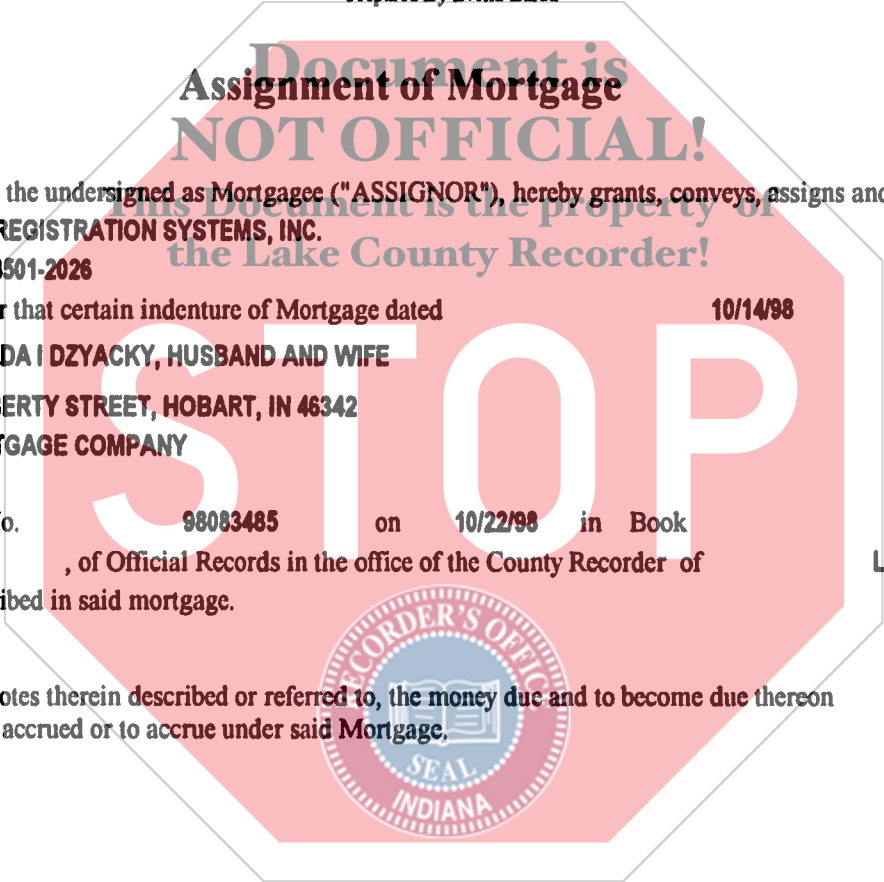 Assignment of Mortgage
Document is
NOT OFFICIAL!
the undersigned as Mortgagee ("ASSIGNOR"), hereby grants, conveys, assigns and
This Document is the property of
REGISTRATION SYSTEMS, INC.
the Lake County Recorder!
501-2026
that certain indenture of Mortgage dated 10/14/98
DA I DZYACKY, HUSBAND AND WIFE
ERTY STREET, HOBART, IN 46342
GAGE COMPANY
STOP
o. 98083485 on 10/22/98 in Book
, of Official Records in the office of the County Recorder of L
ibed in said mortgage.
RECORDER'S OFFICE
otes therein described or referred to, the money due and to become due thereon
accrued or to accrue under said Mortgage.
SEAL
INDIANA